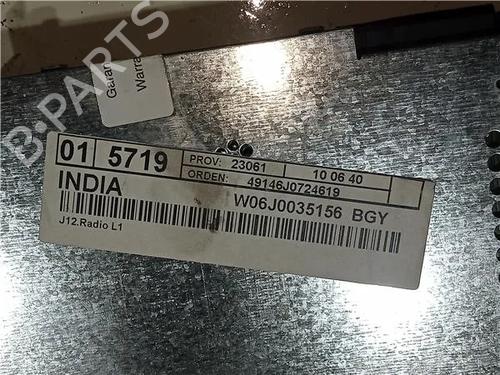 Garan
Warra
B-PARTS
01 5719 PROV: 23061 10 06 40
ORDEN: 49146J0724619
INDIA W06J0035156 BGY
J12.Radio L1